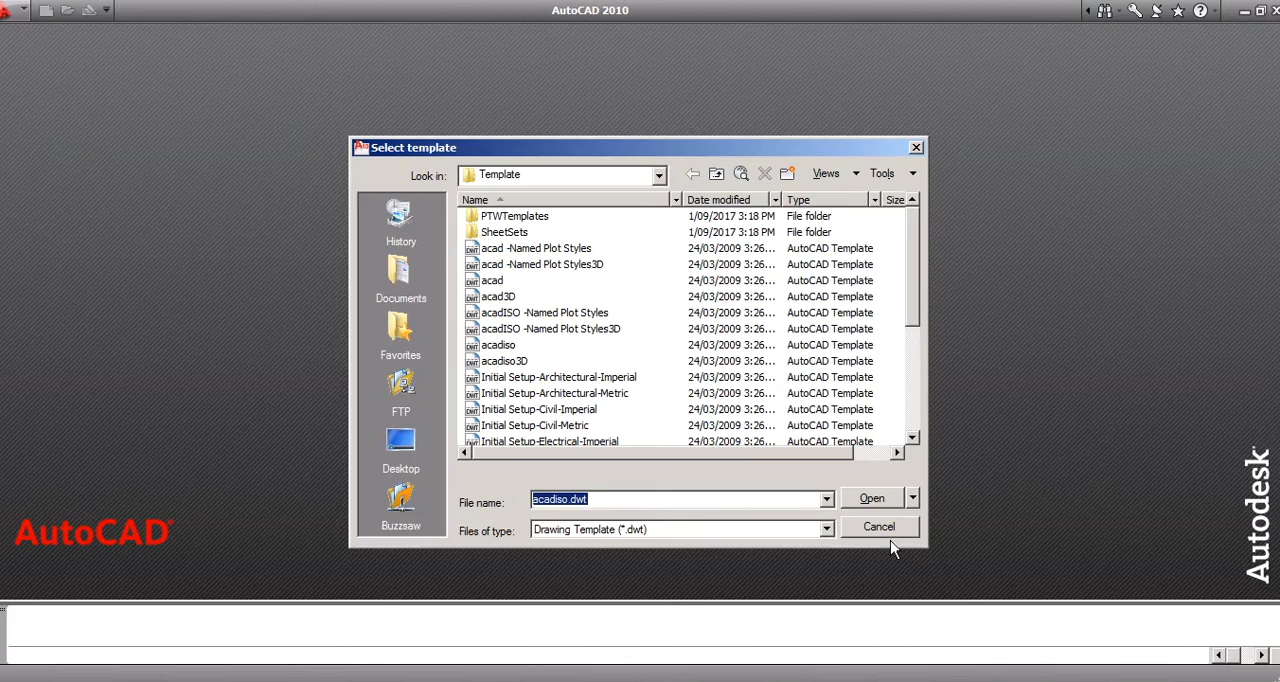 AutoCAD 2010
Select template
Look in: Template Views Tools
Name Date modified Type Size
PTWTemplates 1/09/2017 3:18 PM File folder
SheetSets 1/09/2017 3:18 PM File folder
acad -Named Plot Styles 24/03/2009 3:26... AutoCAD Template
acad -Named Plot Styles3D 24/03/2009 3:26... AutoCAD Template
acad 24/03/2009 3:26... AutoCAD Template
acad3D 24/03/2009 3:26... AutoCAD Template
acadISO -Named Plot Styles 24/03/2009 3:26... AutoCAD Template
acadISO -Named Plot Styles3D 24/03/2009 3:26... AutoCAD Template
acadiso 24/03/2009 3:26... AutoCAD Template
acadiso3D 24/03/2009 3:26... AutoCAD Template
Initial Setup-Architectural-Imperial 24/03/2009 3:26... AutoCAD Template
Initial Setup-Architectural-Metric 24/03/2009 3:26... AutoCAD Template
Initial Setup-Civil-Imperial 24/03/2009 3:26... AutoCAD Template
Initial Setup-Civil-Metric 24/03/2009 3:26... AutoCAD Template
Initial Setup-Electrical-Imperial 24/03/2009 3:26... AutoCAD Template
History
Documents
Favorites
FTP
Desktop
Buzzsaw
File name: acadiso.dwt Open
Files of type: Drawing Template (*.dwt) Cancel
AutoCAD
Autodesk